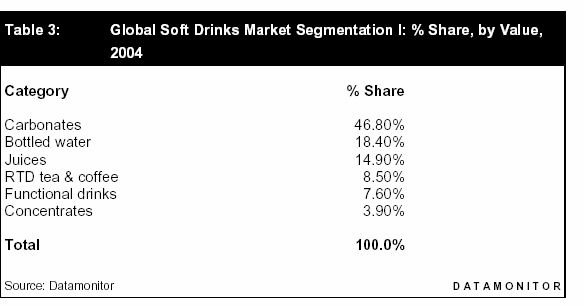 Table 3: Global Soft Drinks Market Segmentation I: % Share, by Value,
2004
Category % Share
Carbonates 46.80%
Bottled water 18.40%
Juices 14.90%
RTD tea & coffee 8.50%
Functional drinks 7.60%
Concentrates 3.90%
Total 100.0%
Source: Datamonitor DATAMONITOR